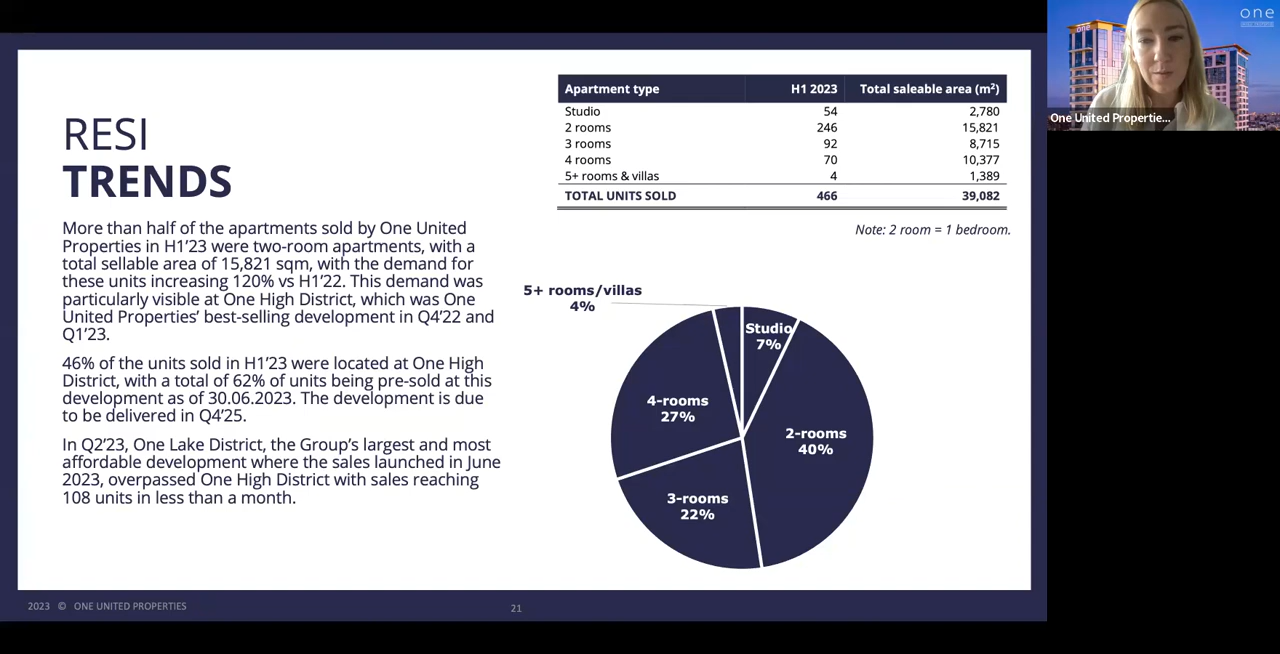 RESI
TRENDS
More than half of the apartments sold by One United
Properties in H1’23 were two-room apartments, with a
total sellable area of 15,821 sqm, with the demand for
these units increasing 120% vs H1’22. This demand was
particularly visible at One High District, which was One
United Properties’ best-selling development in Q4’22 and
Q1’23.
46% of the units sold in H1’23 were located at One High
District, with a total of 62% of units being pre-sold at this
development as of 30.06.2023. The development is due
to be delivered in Q4’25.
In Q2’23, One Lake District, the Group’s largest and most
affordable development where the sales launched in June
2023, overpassed One High District with sales reaching
108 units in less than a month.
Apartment type H1 2023 Total saleable area (m²)
Studio 54 2,780
2 rooms 246 15,821
3 rooms 92 8,715
4 rooms 70 10,377
5+ rooms & villas 4 1,389
TOTAL UNITS SOLD 466 39,082
Note: 2 room = 1 bedroom.
5+ rooms/villas
4%
Studio
7%
4-rooms
27%
2-rooms
40%
3-rooms
22%
2023 © ONE UNITED PROPERTIES
21
one
one
One United Propertie...